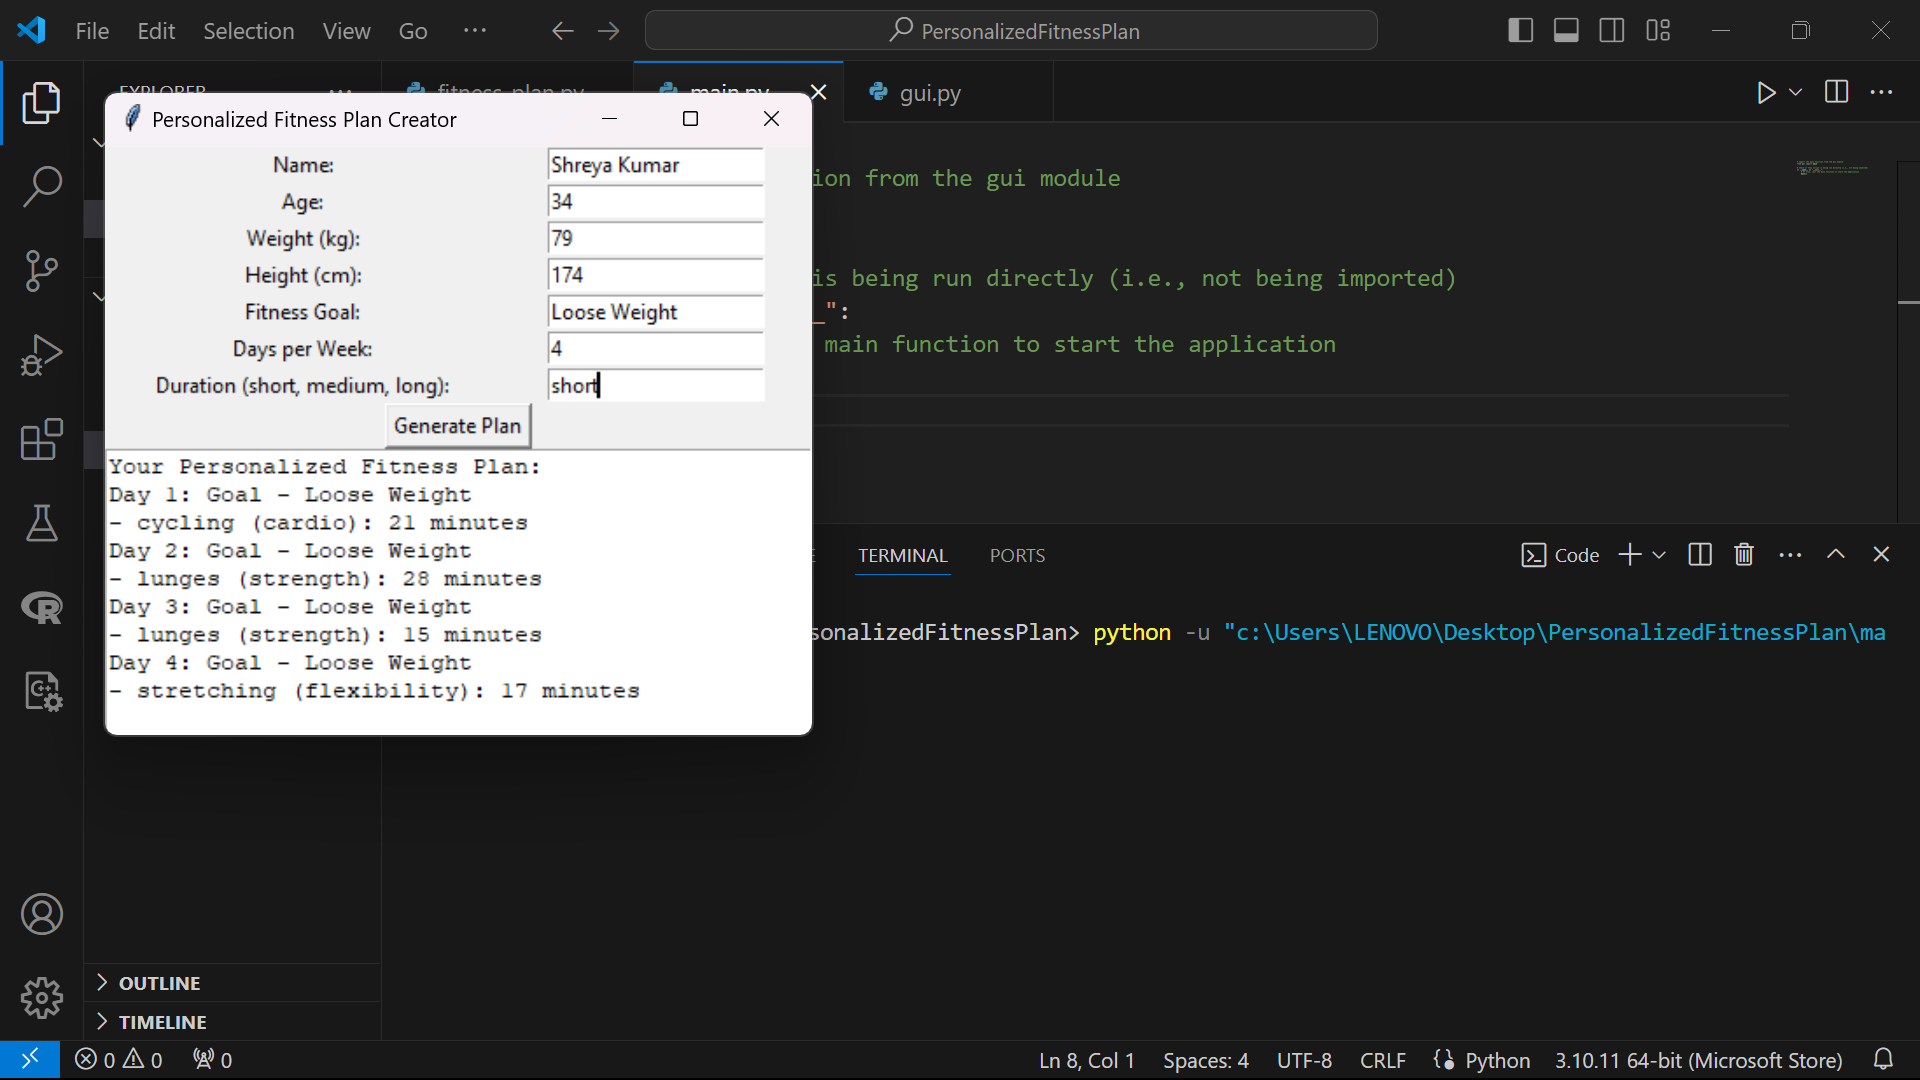 File Edit Selection View Go ··· PersonalizedFitnessPlan
gui.py
Personalized Fitness Plan Creator
Name: Shreya Kumar
Age: 34
Weight (kg): 79
Height (cm): 174
Fitness Goal: Loose Weight
Days per Week: 4
Duration (short, medium, long): short
Generate Plan
Your Personalized Fitness Plan:
Day 1: Goal - Loose Weight
- cycling (cardio): 21 minutes
Day 2: Goal - Loose Weight
- lunges (strength): 28 minutes
Day 3: Goal - Loose Weight
- lunges (strength): 15 minutes
Day 4: Goal - Loose Weight
- stretching (flexibility): 17 minutes
ion from the gui module
is being run directly (i.e., not being imported)
_":
main function to start the application
TERMINAL PORTS Code
sonalizedFitnessPlan> python -u "c:\Users\LENOVO\Desktop\PersonalizedFitnessPlan\ma
OUTLINE
TIMELINE
0 0 0 Ln 8, Col 1 Spaces: 4 UTF-8 CRLF Python 3.10.11 64-bit (Microsoft Store)